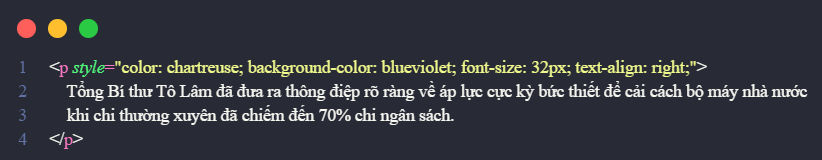 1 <p style="color: chartreuse; background-color: blueviolet; font-size: 32px; text-align: right;">
2 Tổng Bí thư Tô Lâm đã đưa ra thông điệp rõ ràng về áp lực cực kỳ bức thiết để cải cách bộ máy nhà nước
3 khi chi thường xuyên đã chiếm đến 70% chi ngân sách.
4 </p>